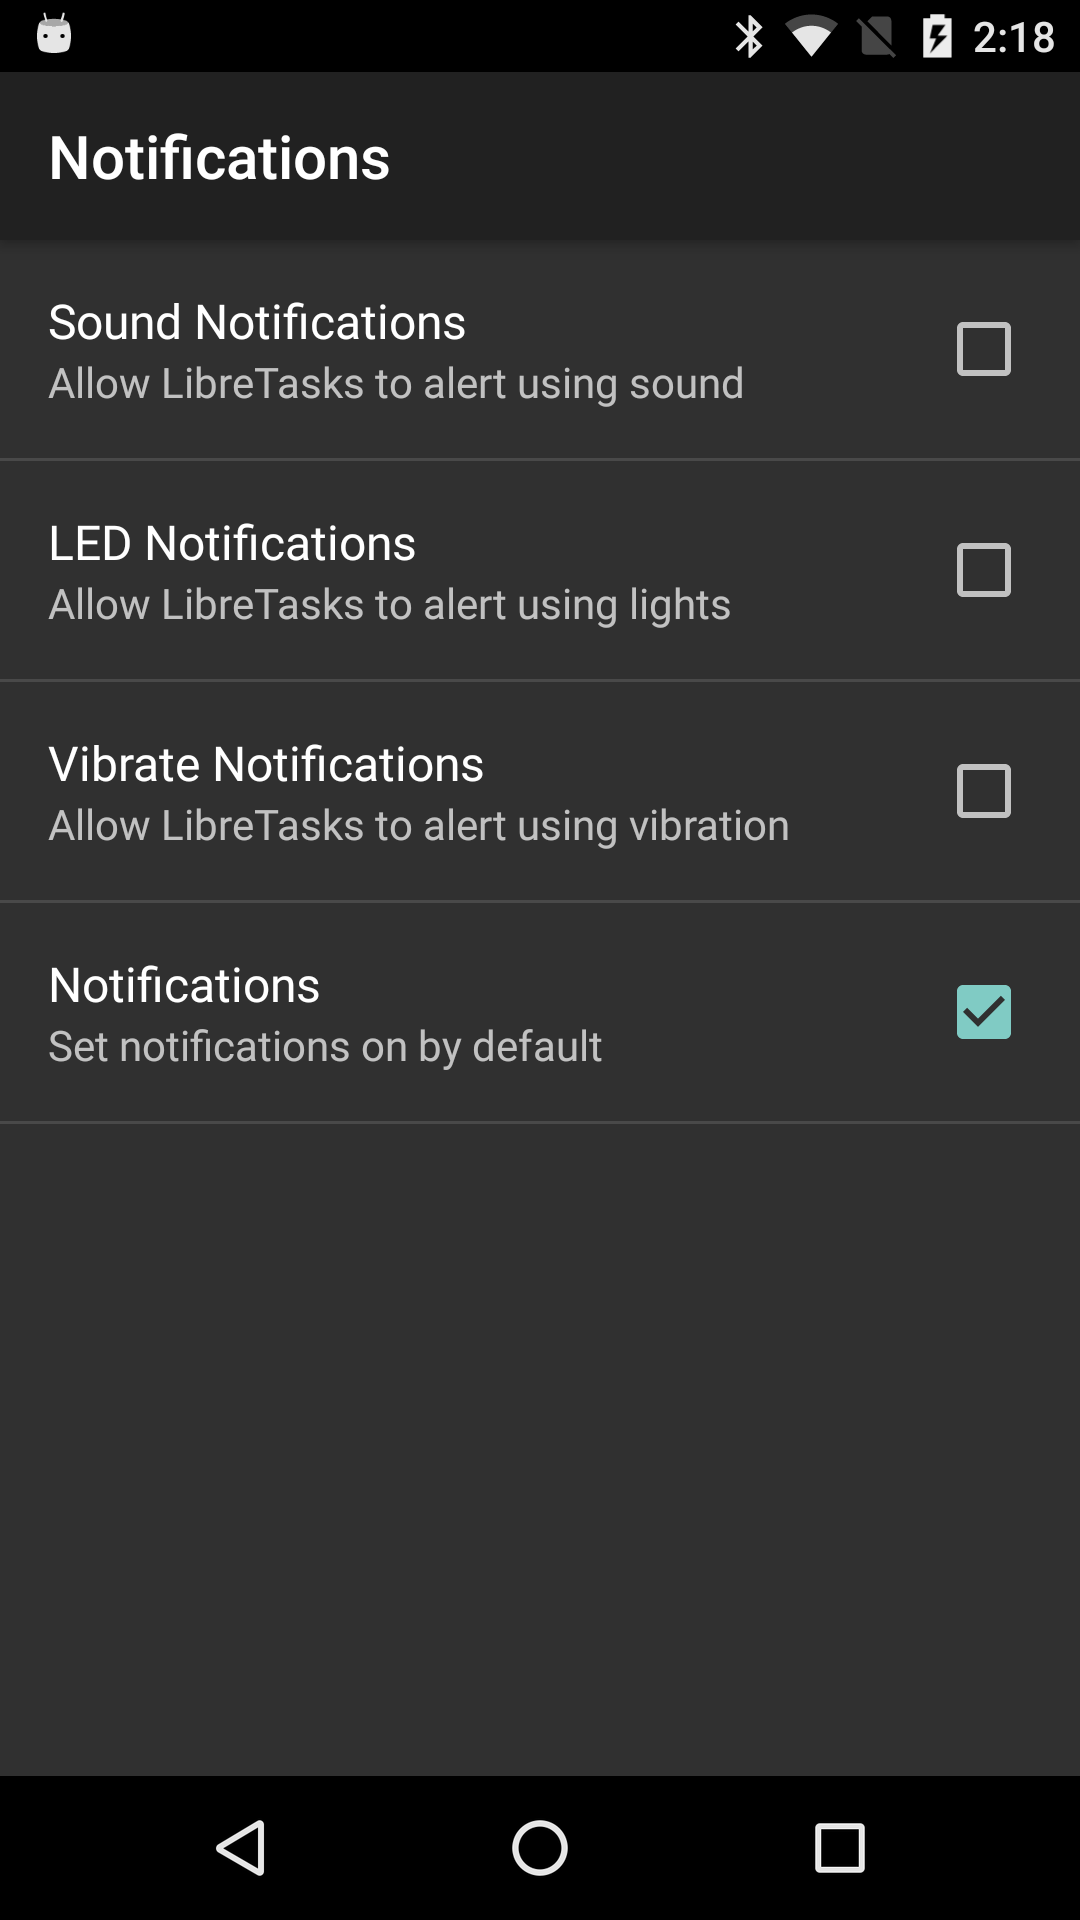 2:18
Notifications
Sound Notifications
Allow LibreTasks to alert using sound
LED Notifications
Allow LibreTasks to alert using lights
Vibrate Notifications
Allow LibreTasks to alert using vibration
Notifications
Set notifications on by default